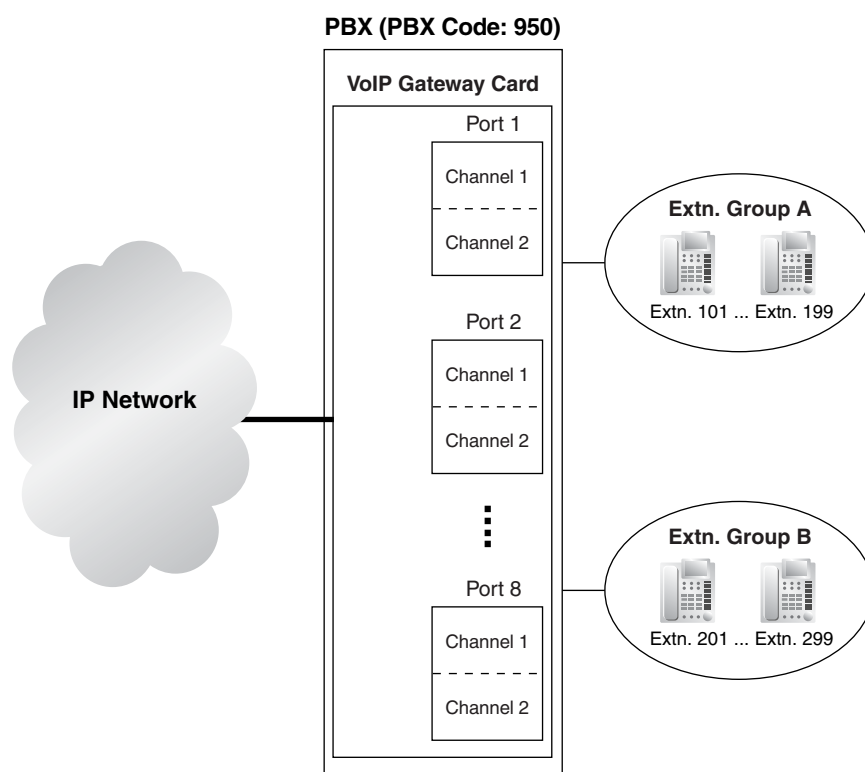 PBX (PBX Code: 950)
VoIP Gateway Card
Port 1
Channel 1
Channel 2
Extn. Group A
Extn. 101 ... Extn. 199
Port 2
Channel 1
Channel 2
IP Network
Extn. Group B
Port 8
Extn. 201 ... Extn. 299
Channel 1
Channel 2